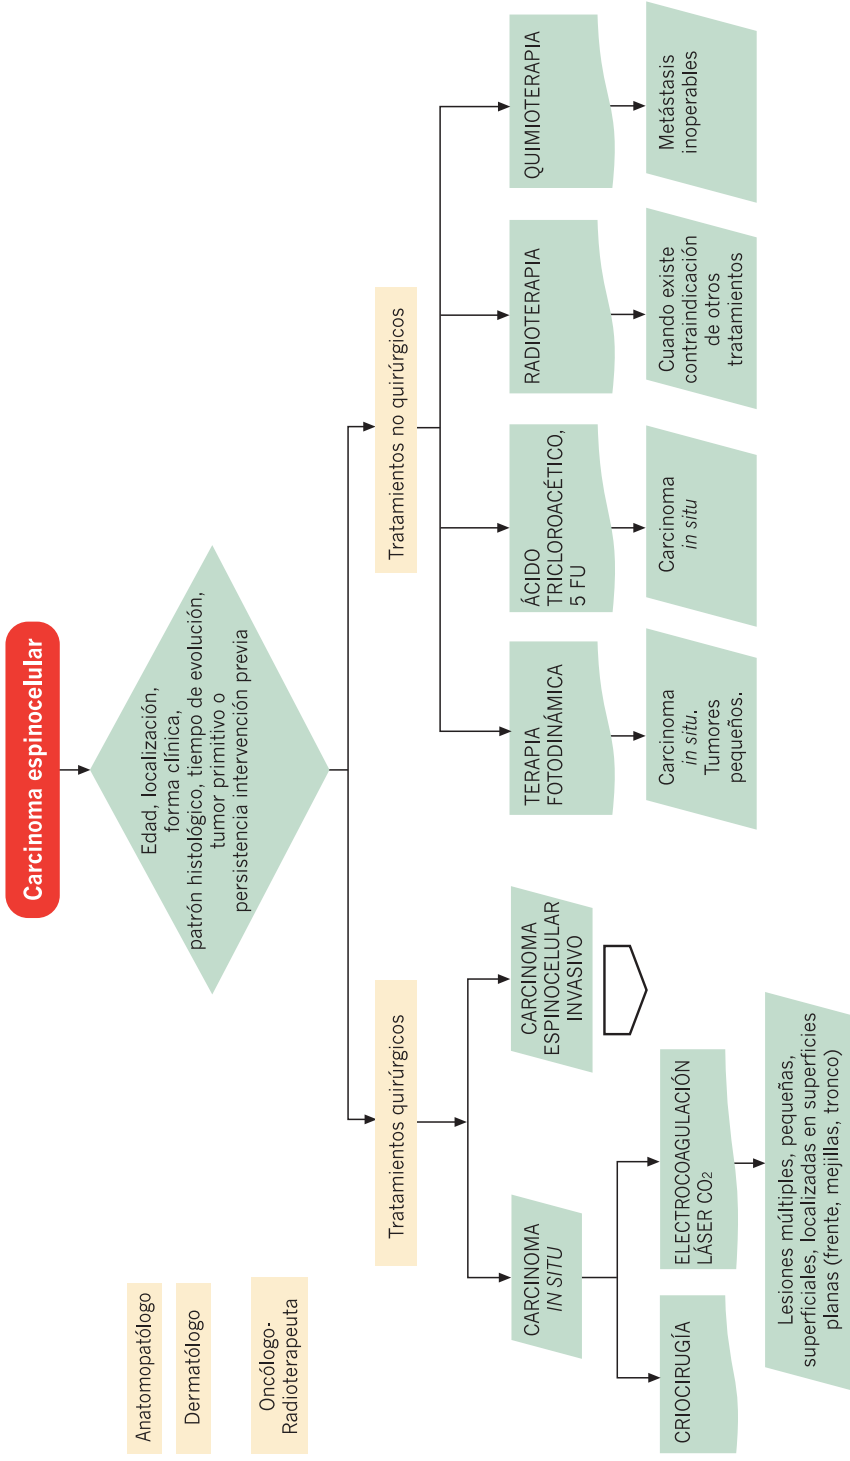 Carcinoma espinocelular
Edad, localización,
forma clínica,
patrón histológico, tiempo de evolución,
tumor primitivo o
persistencia intervención previa
Anatomopatólogo
Dermatólogo
Oncólogo-
Radioterapeuta
Tratamientos quirúrgicos
Tratamientos no quirúrgicos
CARCINOMA
IN SITU
CARCINOMA
ESPINOCELULAR
INVASIVO
CRIOCIRUGÍA
ELECTROCOAGULACIÓN
LÁSER CO₂
Lesiones múltiples, pequeñas,
superficiales, localizadas en superficies
planas (frente, mejillas, tronco)
TERAPIA
FOTODINÁMICA
ÁCIDO
TRICLOROACÉTICO,
5 FU
RADIOTERAPIA
QUIMIOTERAPIA
Carcinoma
in situ.
Tumores
pequeños.
Carcinoma
in situ
Cuando existe
contraindicación
de otros
tratamientos
Metástasis
inoperables